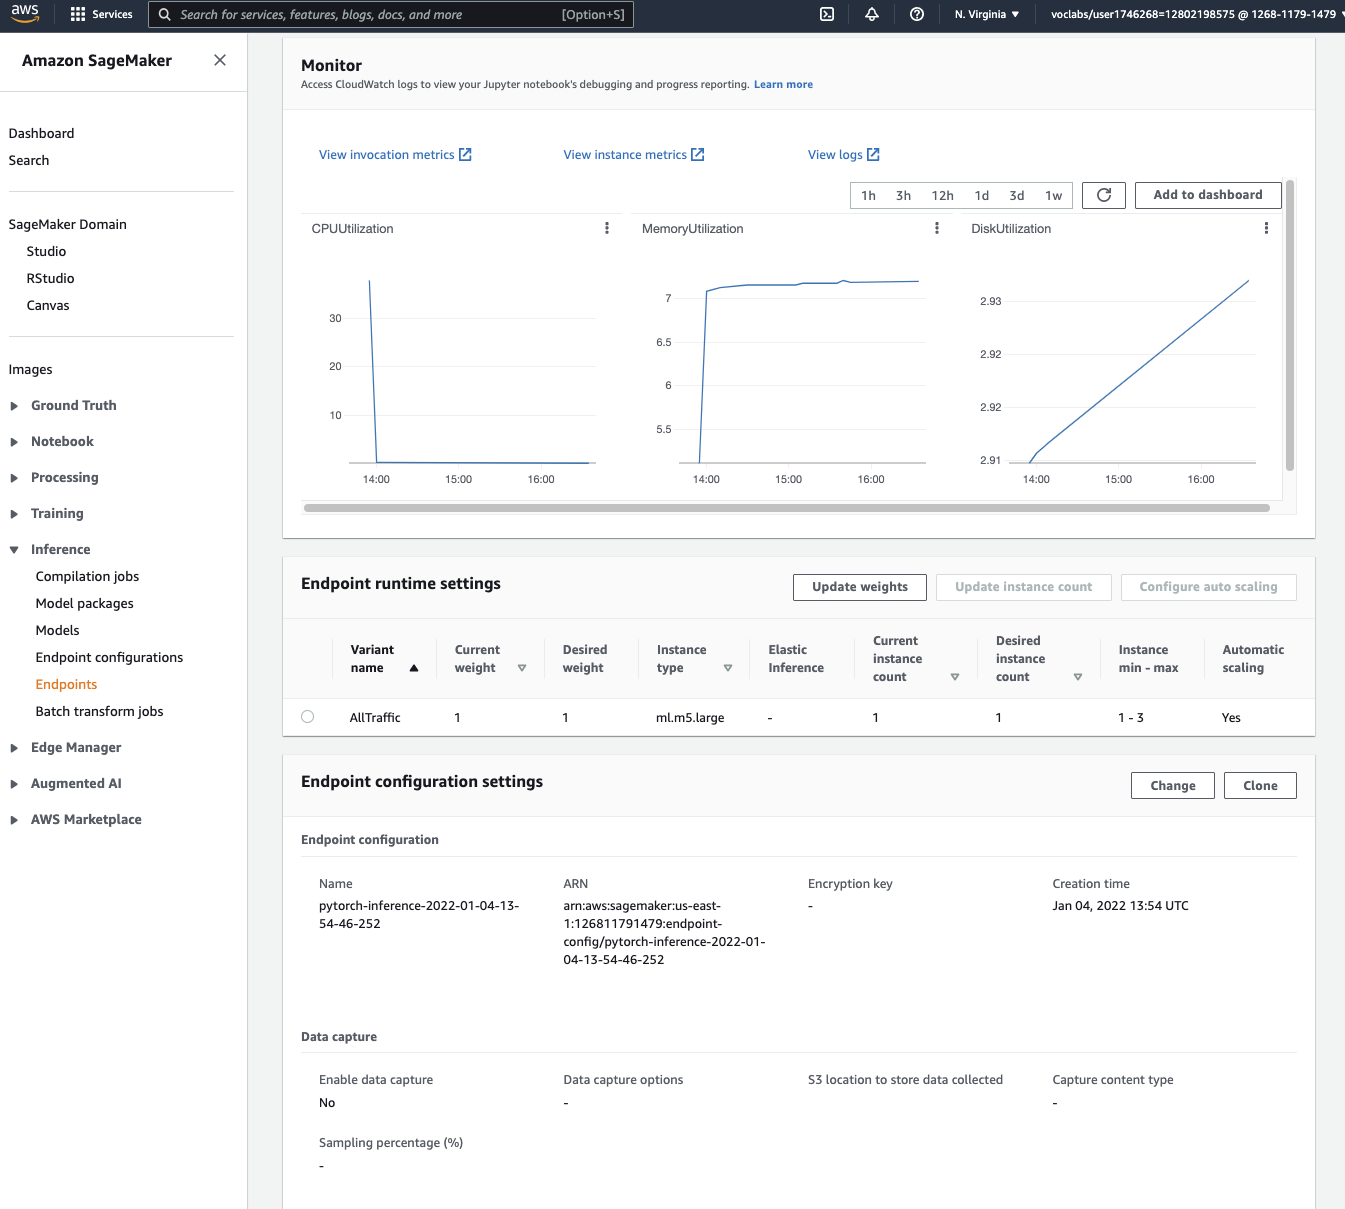 aws
Services
Search for services, features, blogs, docs, and more
[Option+S]
N. Virginia
voclabs/user1746268=12802198575 @ 1268-1179-1479
Amazon SageMaker
Dashboard
Search
SageMaker Domain
Studio
RStudio
Canvas
Images
Ground Truth
Notebook
Processing
Training
Inference
Compilation jobs
Model packages
Models
Endpoint configurations
Endpoints
Batch transform jobs
Edge Manager
Augmented AI
AWS Marketplace
Monitor
Access CloudWatch logs to view your Jupyter notebook's debugging and progress reporting. Learn more
View invocation metrics
View instance metrics
View logs
1h 3h 12h 1d 3d 1w
Add to dashboard
CPUUtilization
30
20
10
14:00 15:00 16:00
MemoryUtilization
7
6.5
6
5.5
14:00 15:00 16:00
DiskUtilization
2.93
2.92
2.92
2.91
14:00 15:00 16:00
Endpoint runtime settings
Update weights
Update instance count
Configure auto scaling
Variant name
Current weight
Desired weight
Instance type
Elastic Inference
Current instance count
Desired instance count
Instance min - max
Automatic scaling
AllTraffic 1 1 ml.m5.large - 1 1 1 - 3 Yes
Endpoint configuration settings
Change
Clone
Endpoint configuration
Name
pytorch-inference-2022-01-04-13-
54-46-252
ARN
arn:aws:sagemaker:us-east-
1:126811791479:endpoint-
config/pytorch-inference-2022-01-
04-13-54-46-252
Encryption key
-
Creation time
Jan 04, 2022 13:54 UTC
Data capture
Enable data capture
No
Data capture options
-
S3 location to store data collected
Capture content type
-
Sampling percentage (%)
-